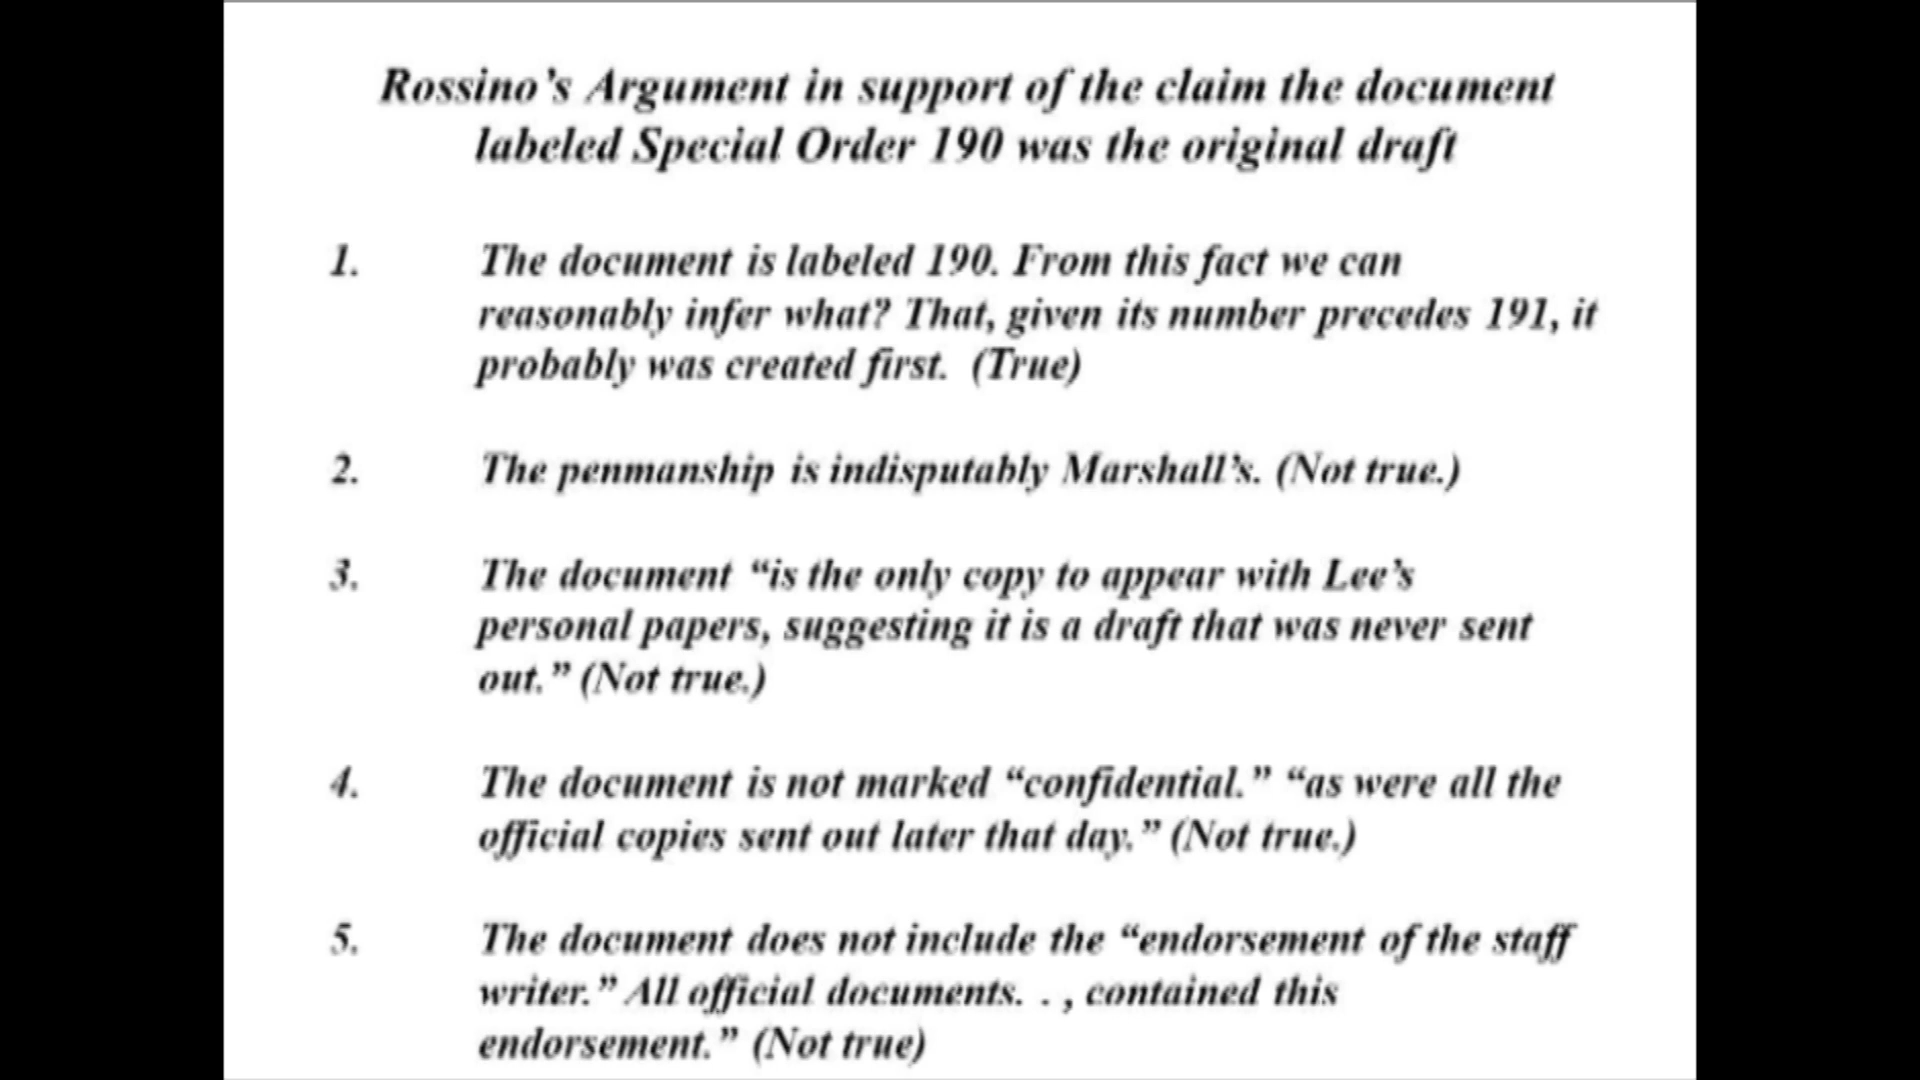 Rossino's Argument in support of the claim the document
labeled Special Order 190 was the original draft
1. The document is labeled 190. From this fact we can
reasonably infer what? That, given its number precedes 191, it
probably was created first. (True)
2. The penmanship is indisputably Marshall's. (Not true.)
3. The document “is the only copy to appear with Lee's
personal papers, suggesting it is a draft that was never sent
out.” (Not true.)
4. The document is not marked “confidential.” “as were all the
official copies sent out later that day.” (Not true.)
5. The document does not include the “endorsement of the staff
writer.” All official documents. . , contained this
endorsement.” (Not true)